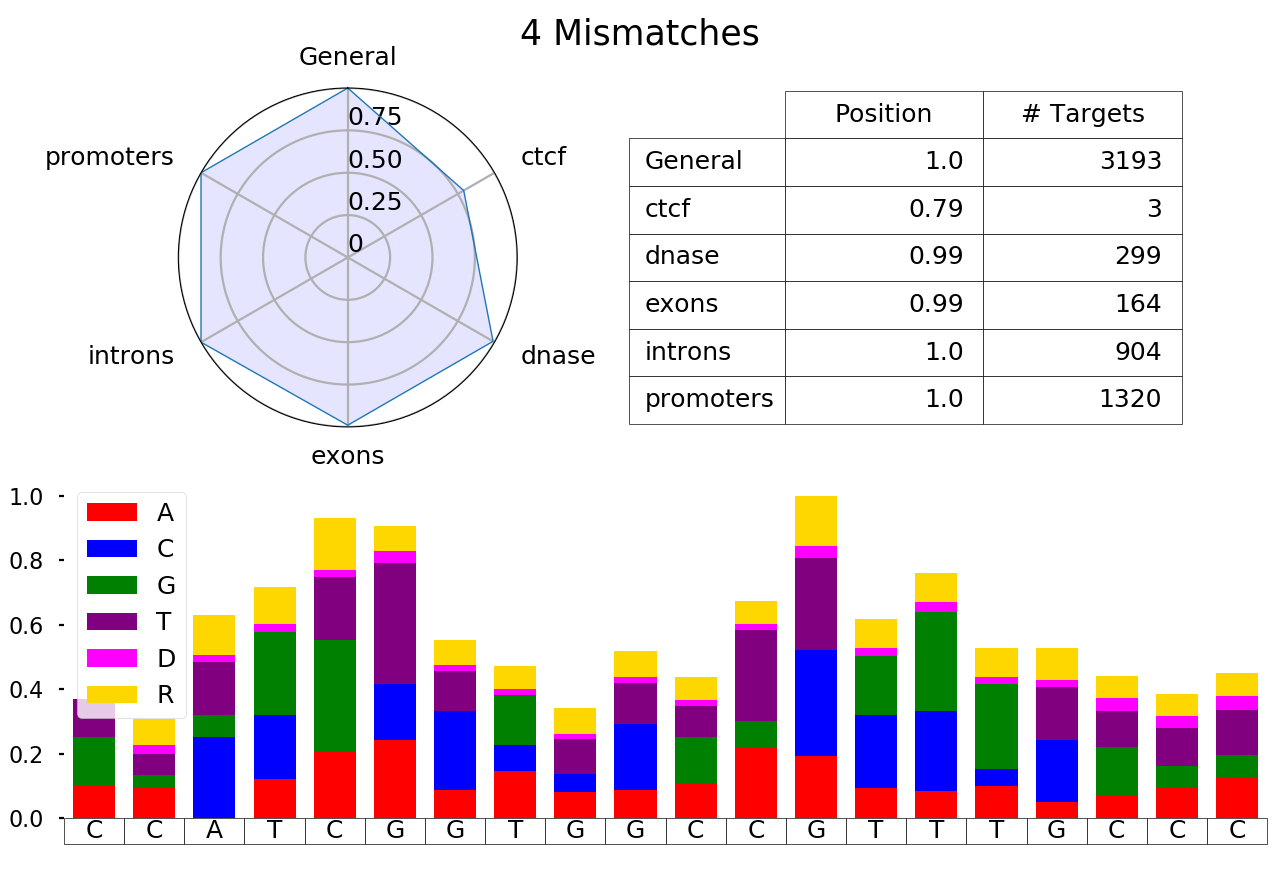 4 Mismatches
General
0.75
promoters
ctcf
0.50
0.25
0
introns
dnase
exons
Position # Targets
General 1.0 3193
ctcf 0.79 3
dnase 0.99 299
exons 0.99 164
introns 1.0 904
promoters 1.0 1320
1.0
0.8
0.6
0.4
0.2
0.0
A
C
G
T
D
R
C C A T C G G T G G C C G T T T G C C C